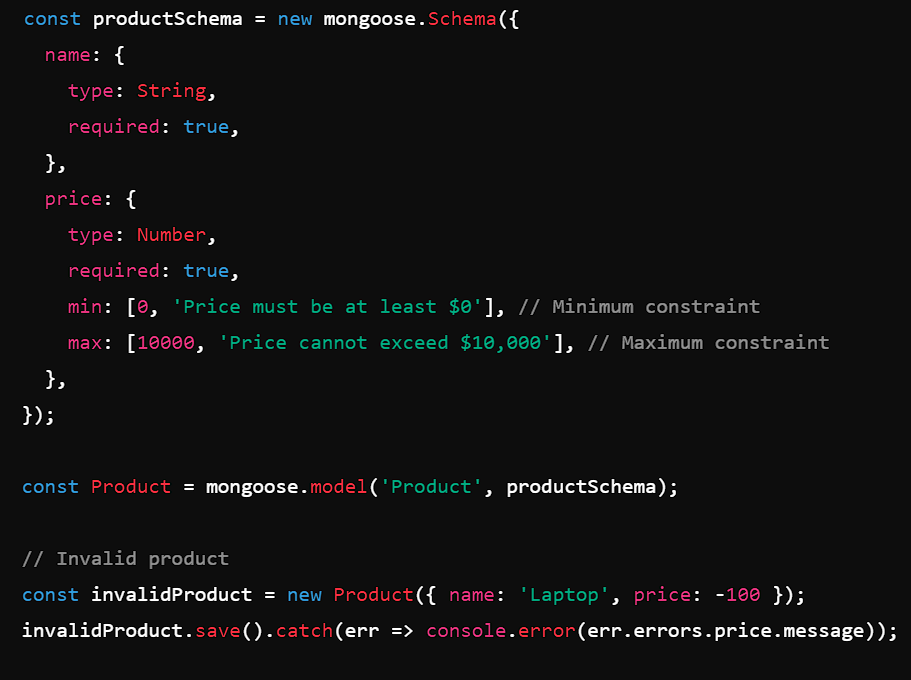 const productSchema = new mongoose.Schema({
  name: {
    type: String,
    required: true,
  },
  price: {
    type: Number,
    required: true,
    min: [0, 'Price must be at least $0'], // Minimum constraint
    max: [10000, 'Price cannot exceed $10,000'], // Maximum constraint
  },
});

const Product = mongoose.model('Product', productSchema);

// Invalid product
const invalidProduct = new Product({ name: 'Laptop', price: -100 });
invalidProduct.save().catch(err => console.error(err.errors.price.message));